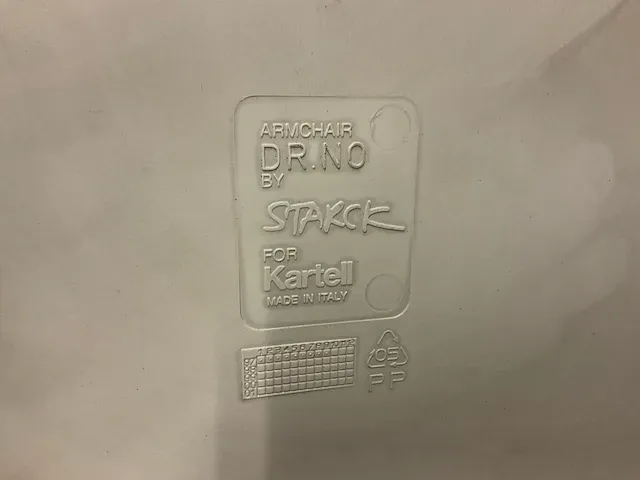 ARMCHAIR
DR.NO
BY
STARCK
FOR
Kartell
MADE IN ITALY
05
PP